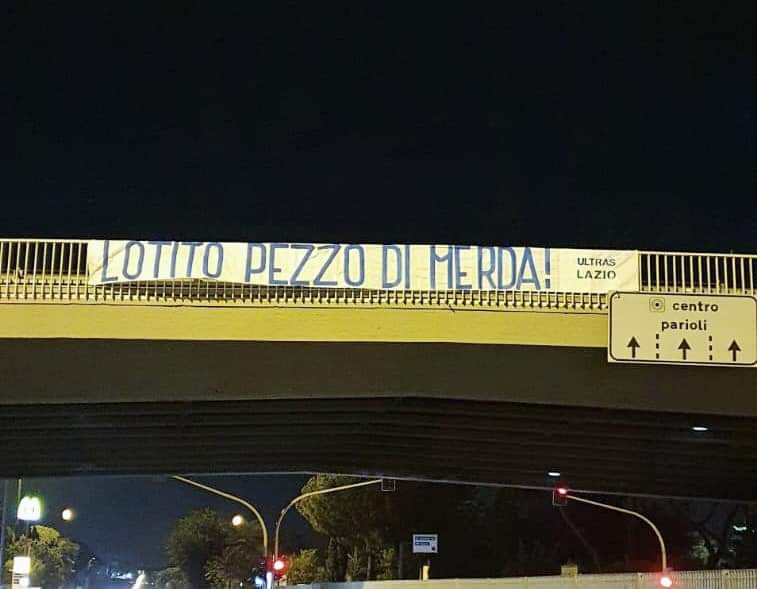 LOTITO PEZZO DI MERDA!
ULTRAS
LAZIO
centro
parioli